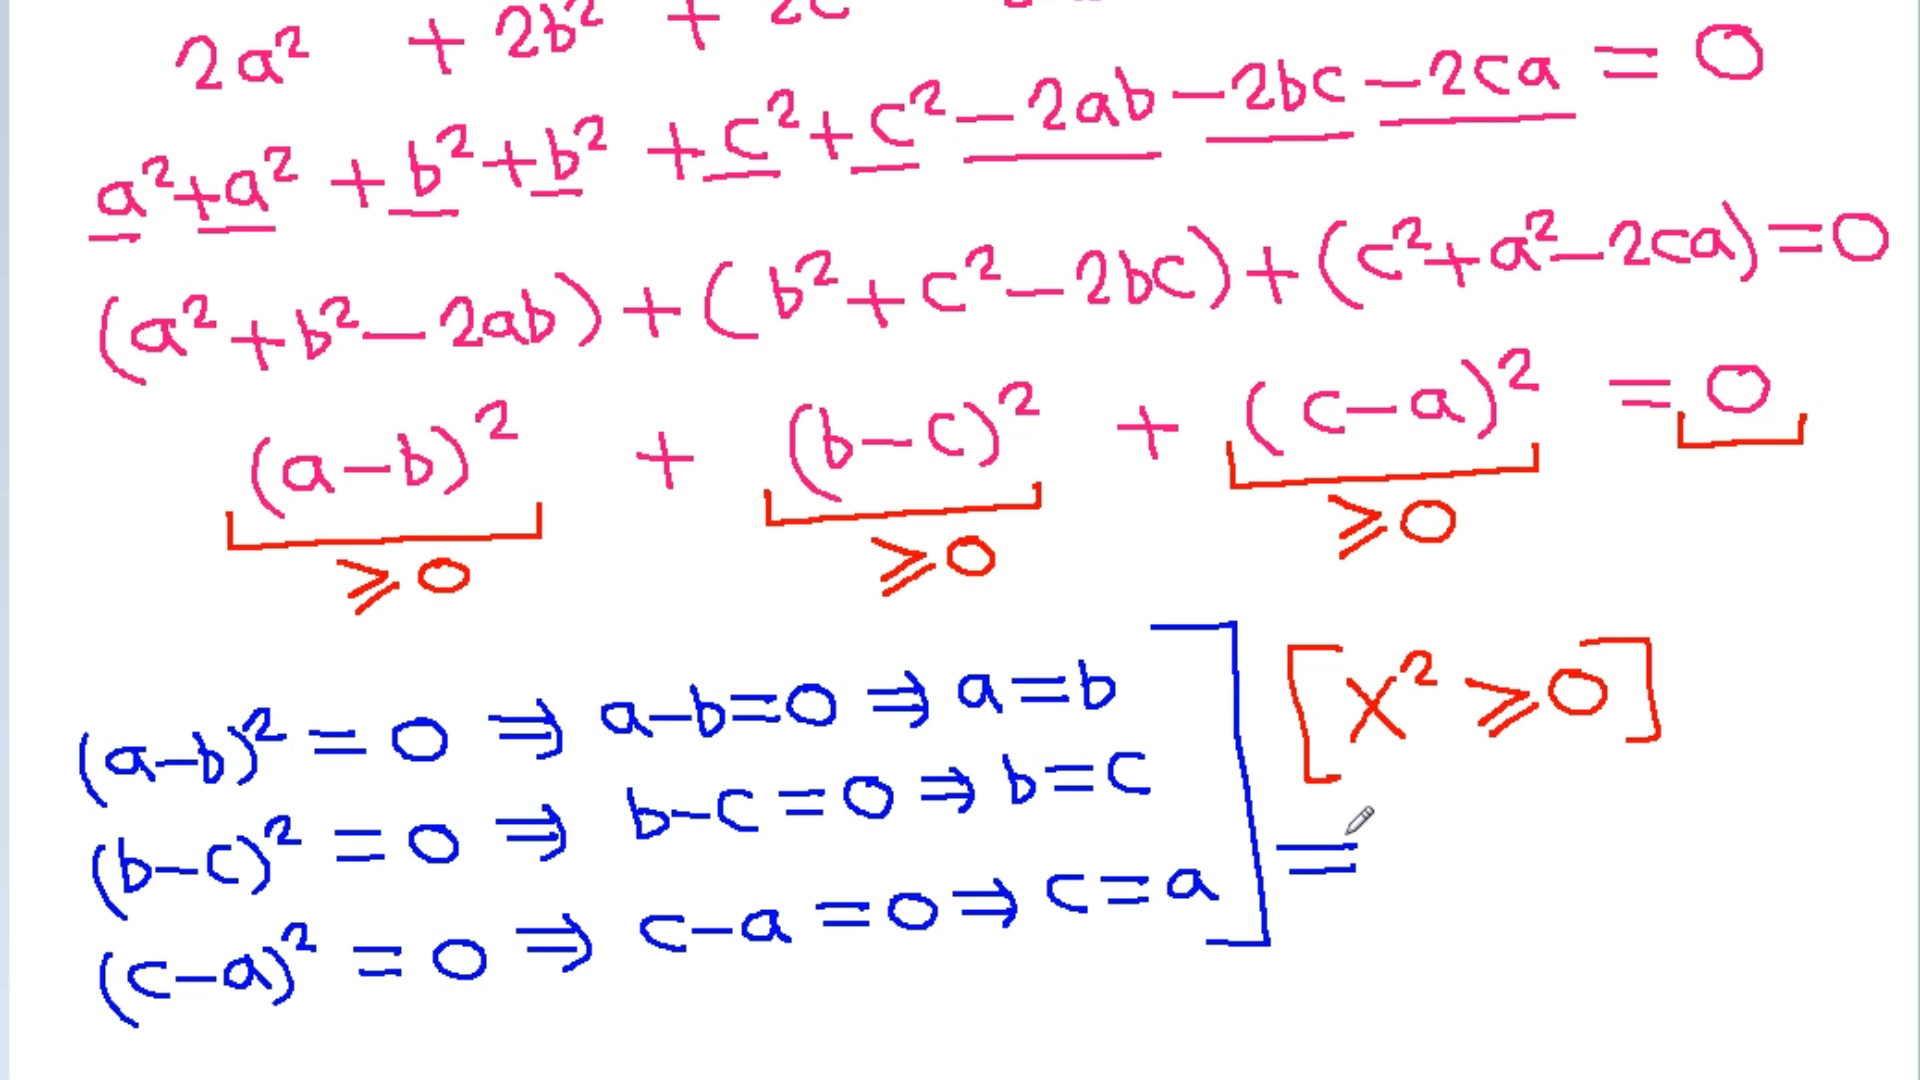 2a² + 2b² + 2c
a²+a² + b²+b² + c²+c² – 2ab – 2bc – 2ca = 0
(a²+b²–2ab) + (b²+c²–2bc) + (c²+a²–2ca) = 0
(a–b)² + (b–c)² + (c–a)² = 0
⩾0 ⩾0 ⩾0
(a–b)² = 0 ⇒ a–b=0 ⇒ a=b
[x² ⩾0]
(b–c)² = 0 ⇒ b–c=0 ⇒ b=c
=
(c–a)² = 0 ⇒ c–a=0 ⇒ c=a